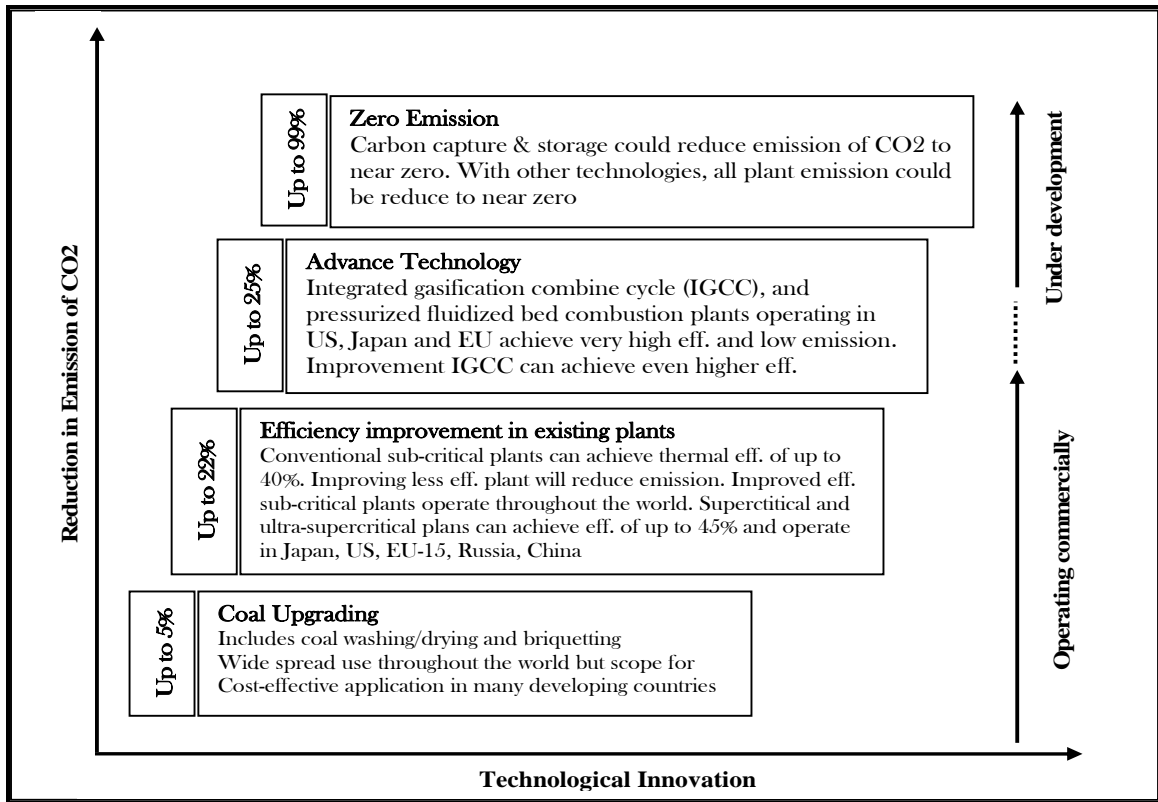 Up to 99%
Zero Emission
Carbon capture & storage could reduce emission of CO2 to
near zero. With other technologies, all plant emission could
be reduce to near zero
Up to 25%
Advance Technology
Integrated gasification combine cycle (IGCC), and
pressurized fluidized bed combustion plants operating in
US, Japan and EU achieve very high eff. and low emission.
Improvement IGCC can achieve even higher eff.
Up to 22%
Efficiency improvement in existing plants
Conventional sub-critical plants can achieve thermal eff. of up to
40%. Improving less eff. plant will reduce emission. Improved eff.
sub-critical plants operate throughout the world. Superctitical and
ultra-supercritical plans can achieve eff. of up to 45% and operate
in Japan, US, EU-15, Russia, China
Up to 5%
Coal Upgrading
Includes coal washing/drying and briquetting
Wide spread use throughout the world but scope for
Cost-effective application in many developing countries
Reduction in Emission of CO2
Under development
Operating commercially
Technological Innovation